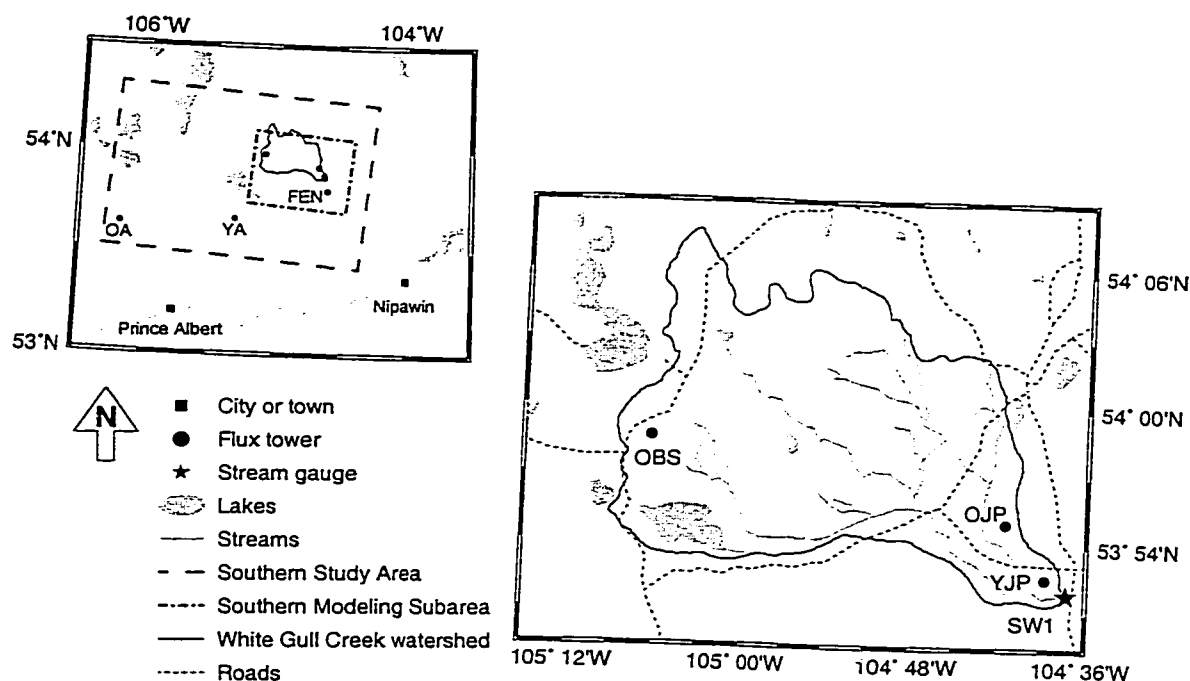 106°W
104°W
54°N
FEN
OA
YA
Nipawin
Prince Albert
53°N
N
City or town
Flux tower
Stream gauge
Lakes
Streams
Southern Study Area
Southern Modeling Subarea
White Gull Creek watershed
Roads
54° 06'N
54° 00'N
OBS
OJP
53° 54'N
YJP
SW1
105° 12'W
105° 00'W
104° 48'W
104° 36'W